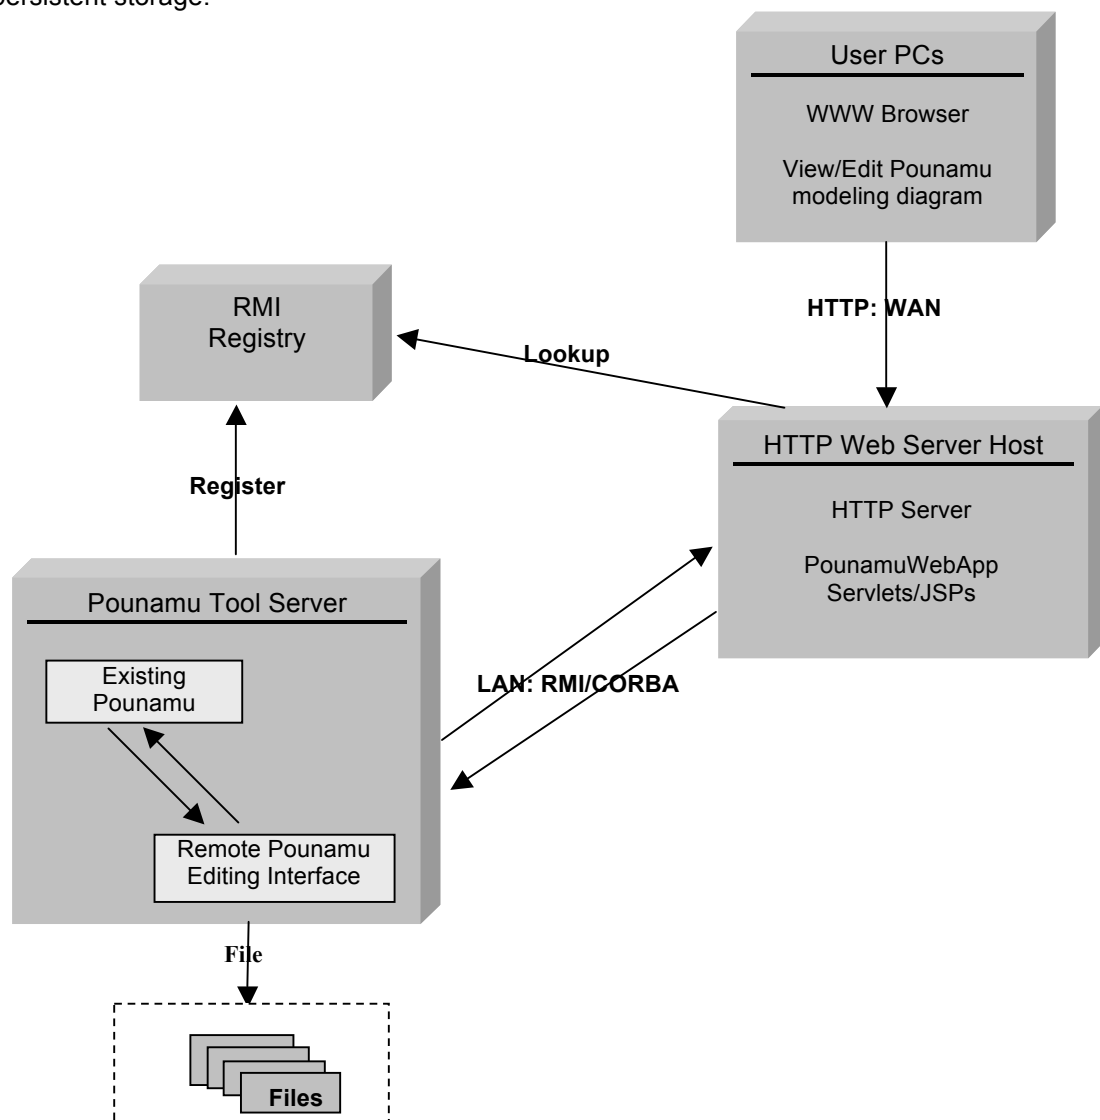 persistent storage.
User PCs
WWW Browser
View/Edit Pounamu
modeling diagram
HTTP: WAN
RMI
Registry
Lookup
HTTP Web Server Host
HTTP Server
PounamuWebApp
Servlets/JSPs
Register
Pounamu Tool Server
Existing
Pounamu
LAN: RMI/CORBA
Remote Pounamu
Editing Interface
File
Files